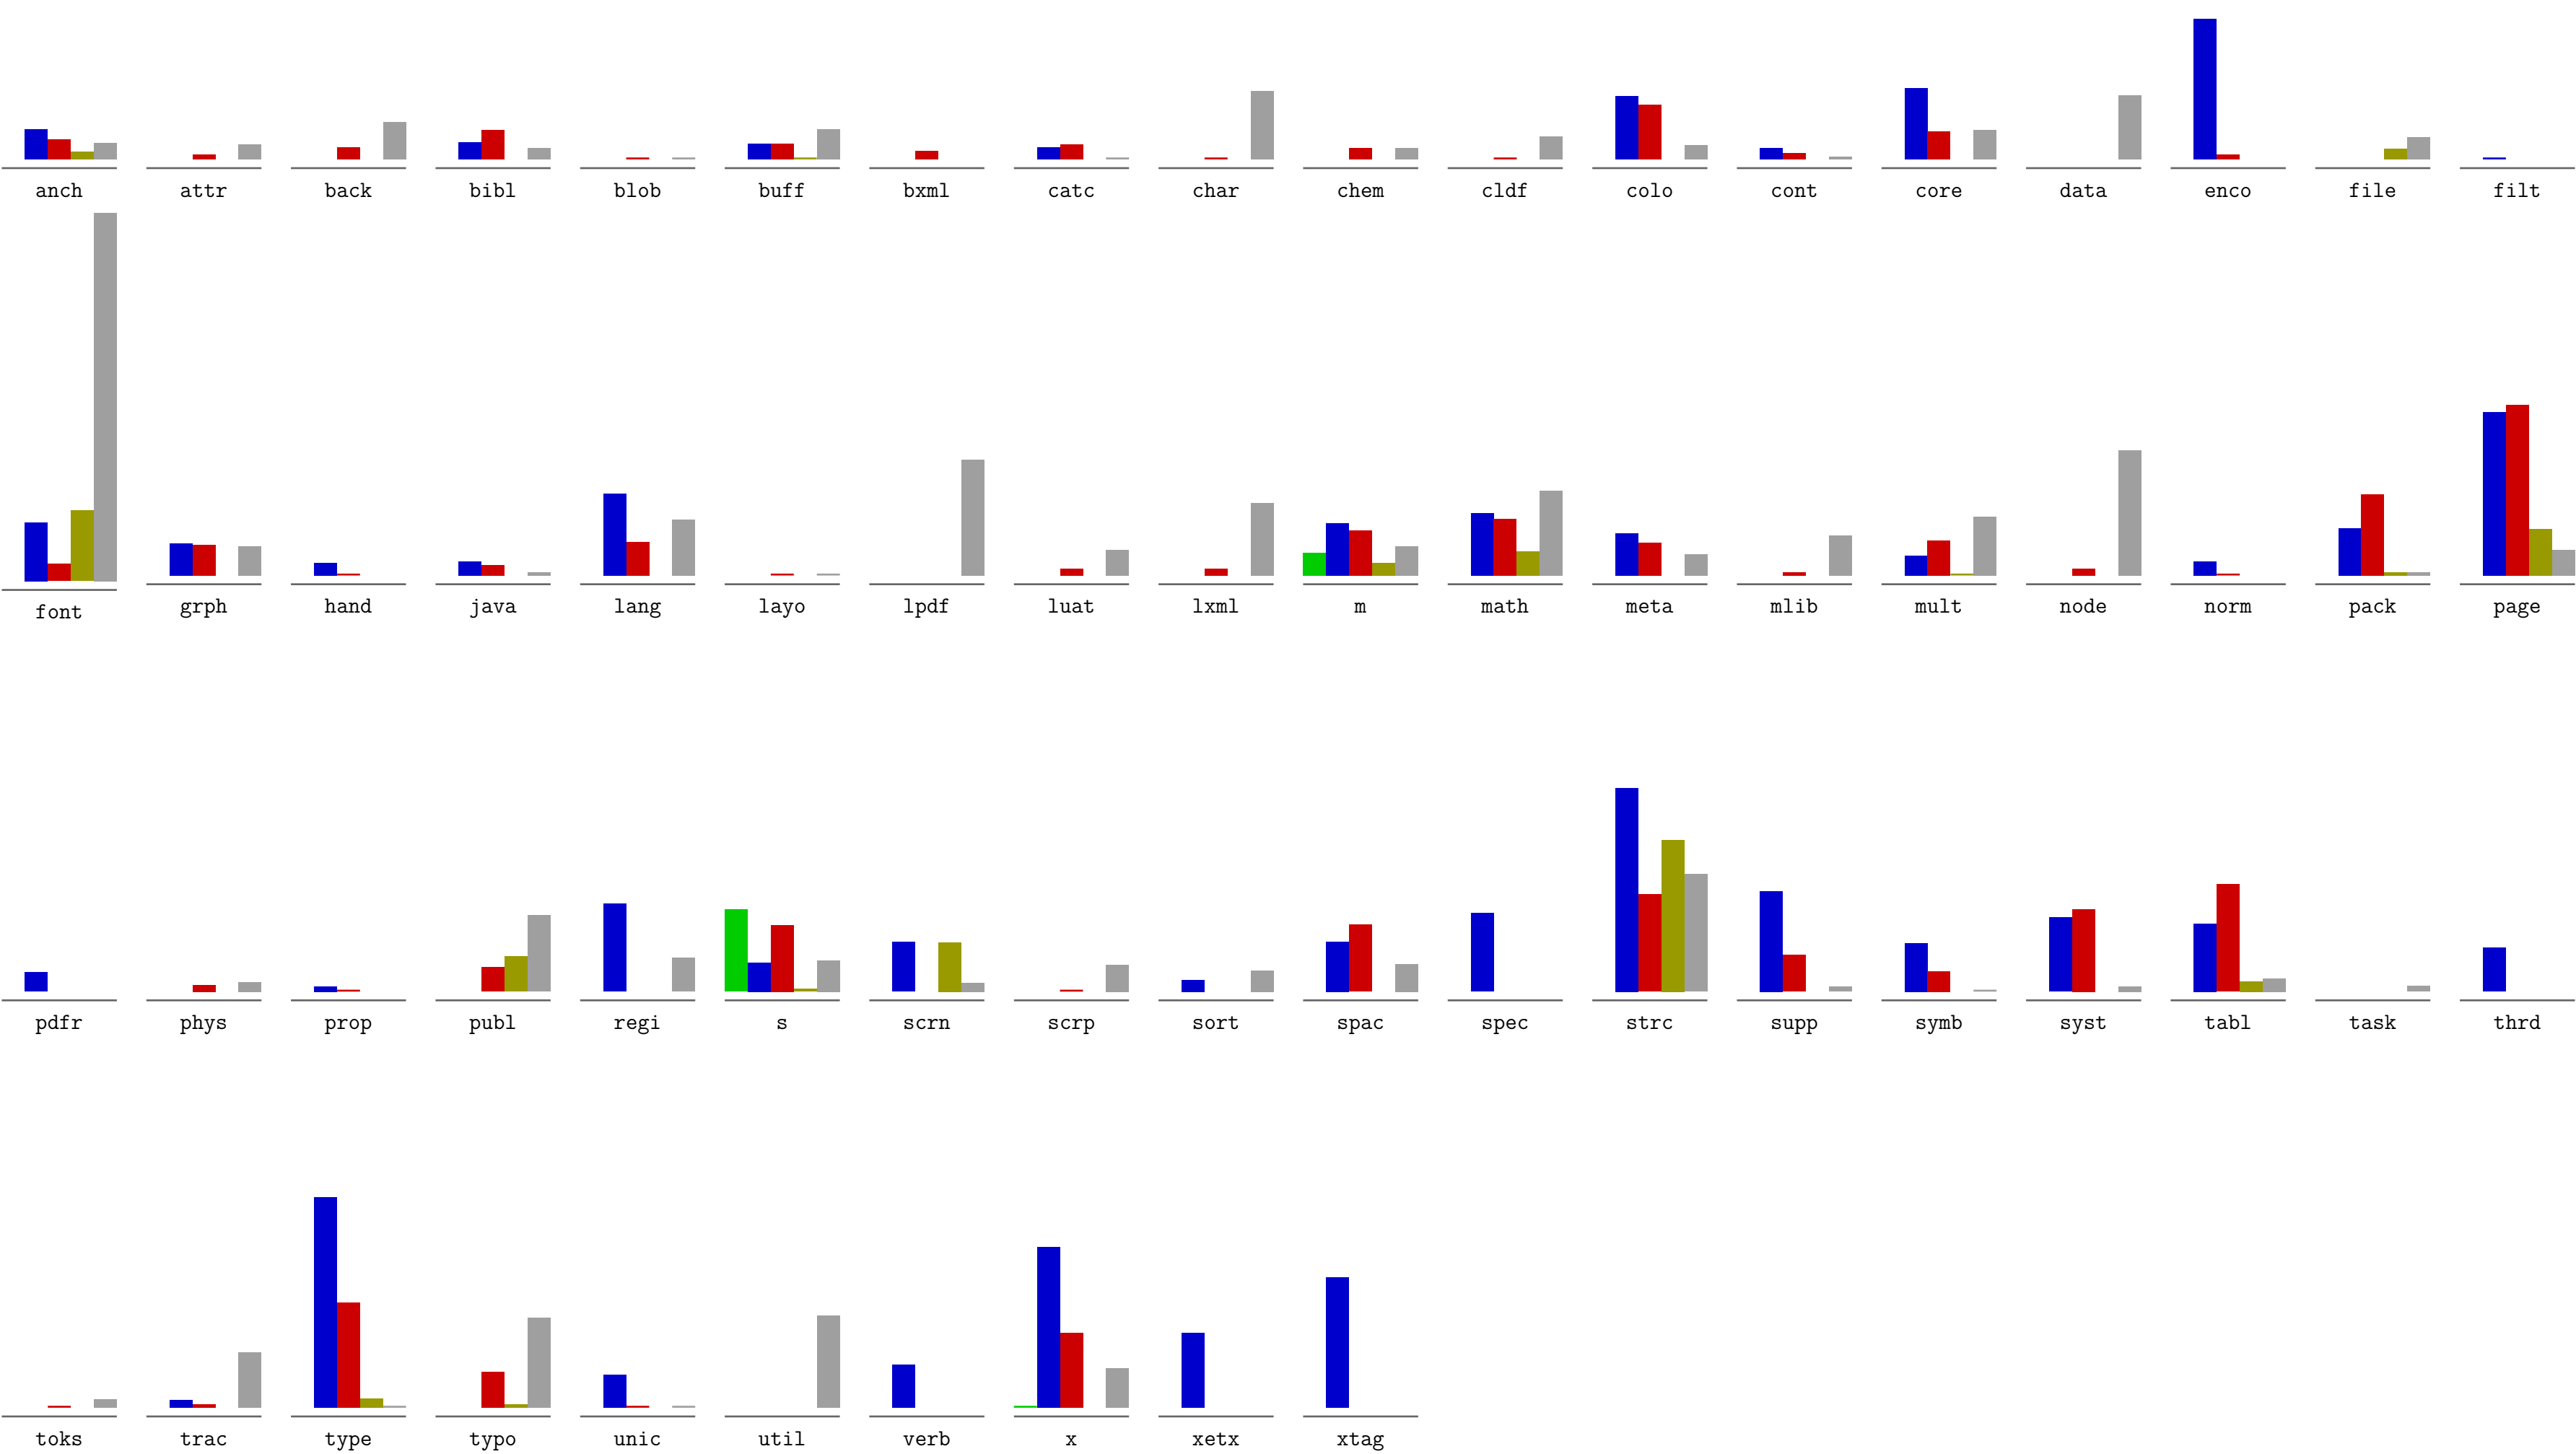 anch attr back bibl blob buff bxml catc char chem cldf colo cont core data enco file filt
font grph hand java lang layo lpdf luat lxml m math meta mlib mult node norm pack page
pdfr phys prop publ regi s scrn scrp sort spac spec strc supp symb syst tabl task thrd
toks trac type typo unic util verb x xetx xtag